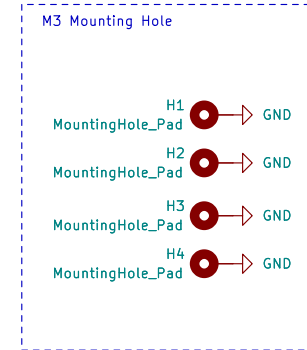 M3 Mounting Hole
H1
MountingHole_Pad
GND
H2
MountingHole_Pad
GND
H3
MountingHole_Pad
GND
H4
MountingHole_Pad
GND